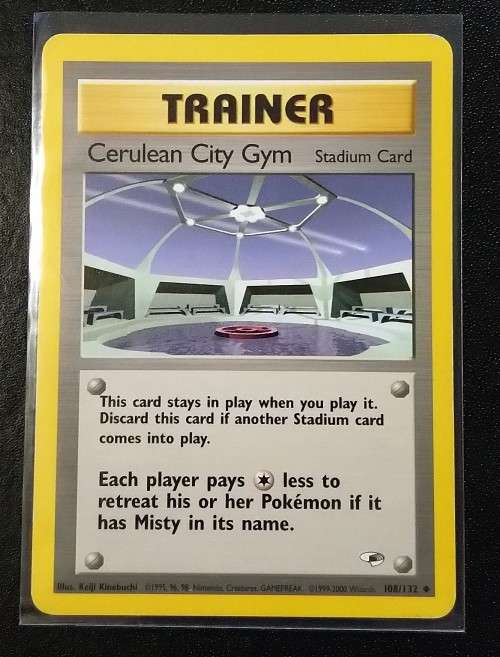 TRAINER
Cerulean City Gym Stadium Card
This card stays in play when you play it.
Discard this card if another Stadium card
comes into play.
Each player pays less to
retreat his or her Pokémon if it
has Misty in its name.
Illus. Keiji Kinebuchi ©1995, 96, 98 Nintendo, Creatures, GAMEFREAK. ©1999-2000 Wizards. 108/132